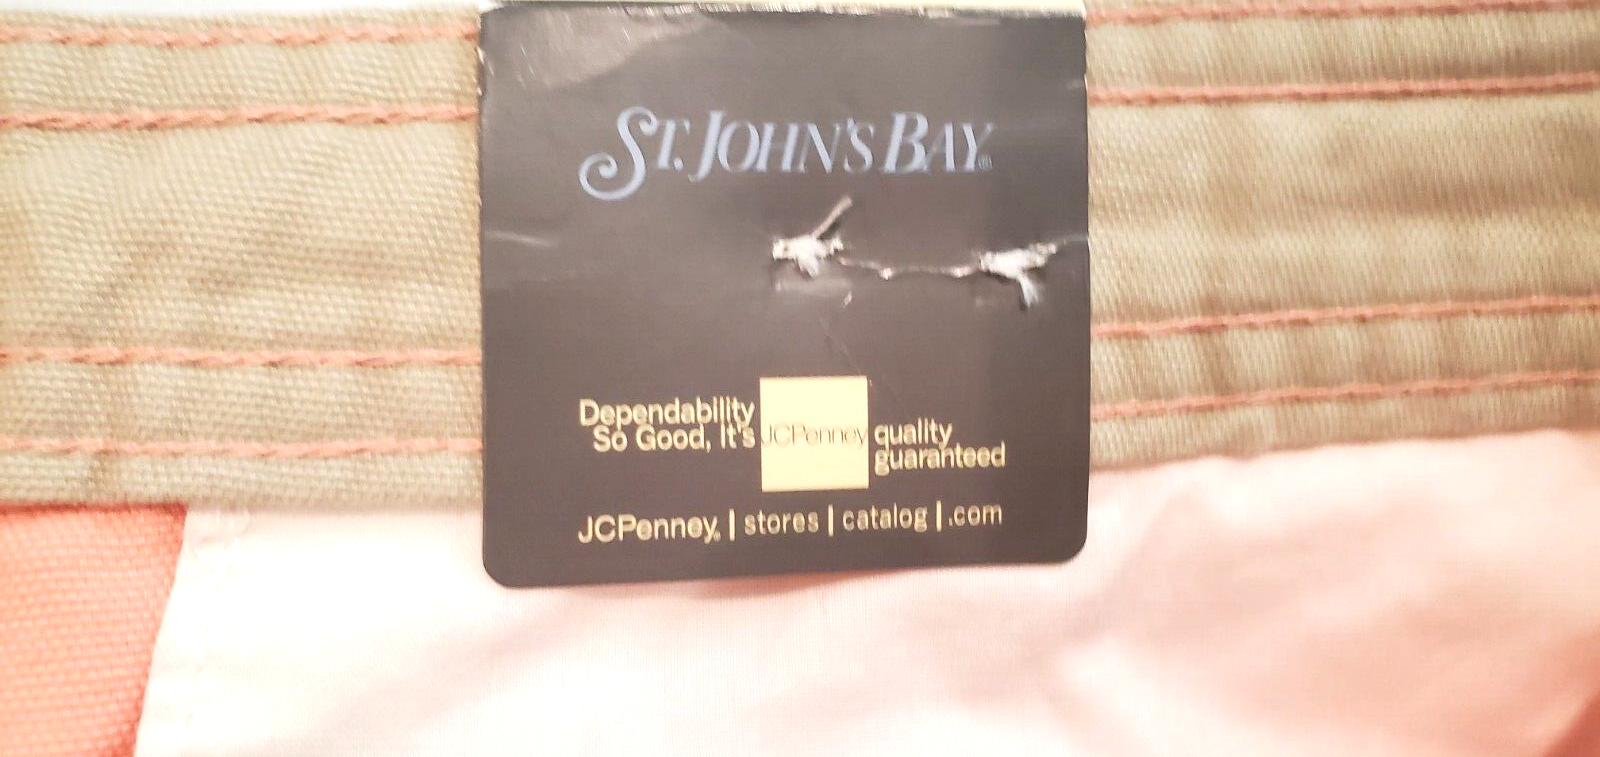 ST. JOHN'S BAY®
Dependability
So Good, It's JCPenney quality
guaranteed
JCPenney® | stores | catalog | .com